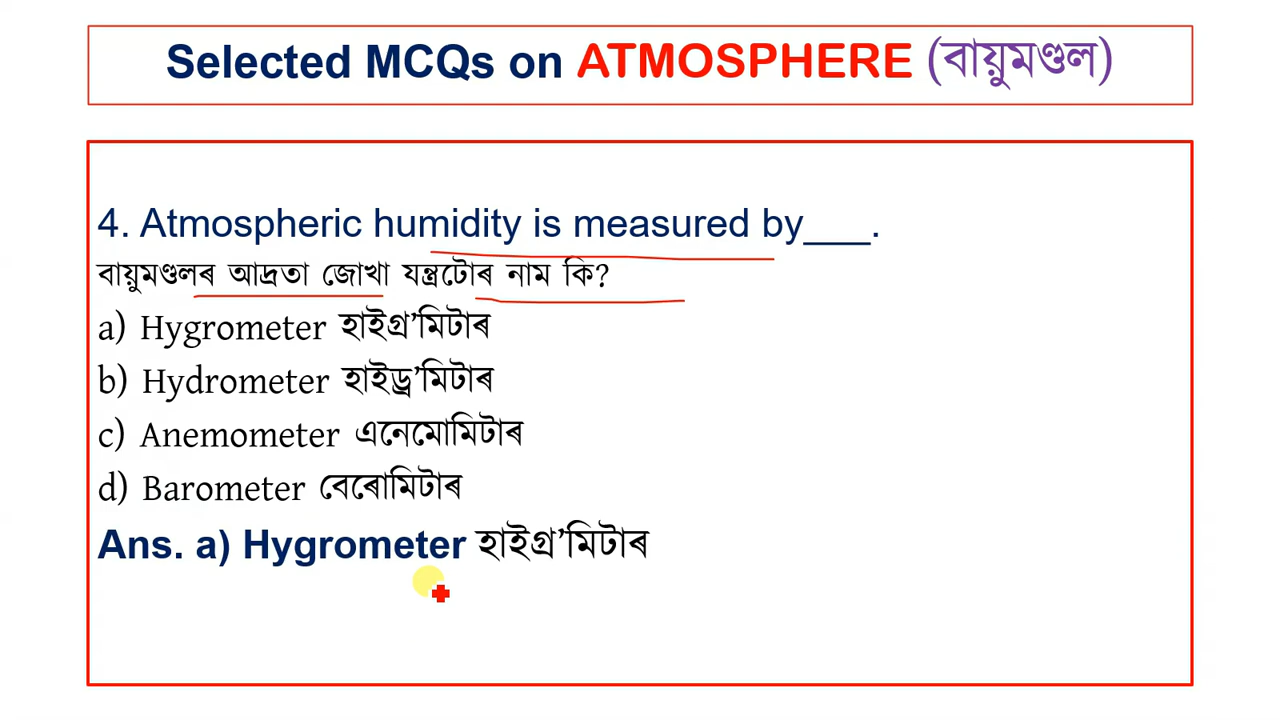 Selected MCQs on ATMOSPHERE (বায়ুমণ্ডল)
4. Atmospheric humidity is measured by___.
বায়ুমণ্ডলৰ আদ্ৰতা জোখা যন্ত্ৰটোৰ নাম কি?
a) Hygrometer হাইগ্ৰ’মিটাৰ
b) Hydrometer হাইড্ৰ’মিটাৰ
c) Anemometer এনেমোমিটাৰ
d) Barometer বেৰোমিটাৰ
Ans. a) Hygrometer হাইগ্ৰ’মিটাৰ